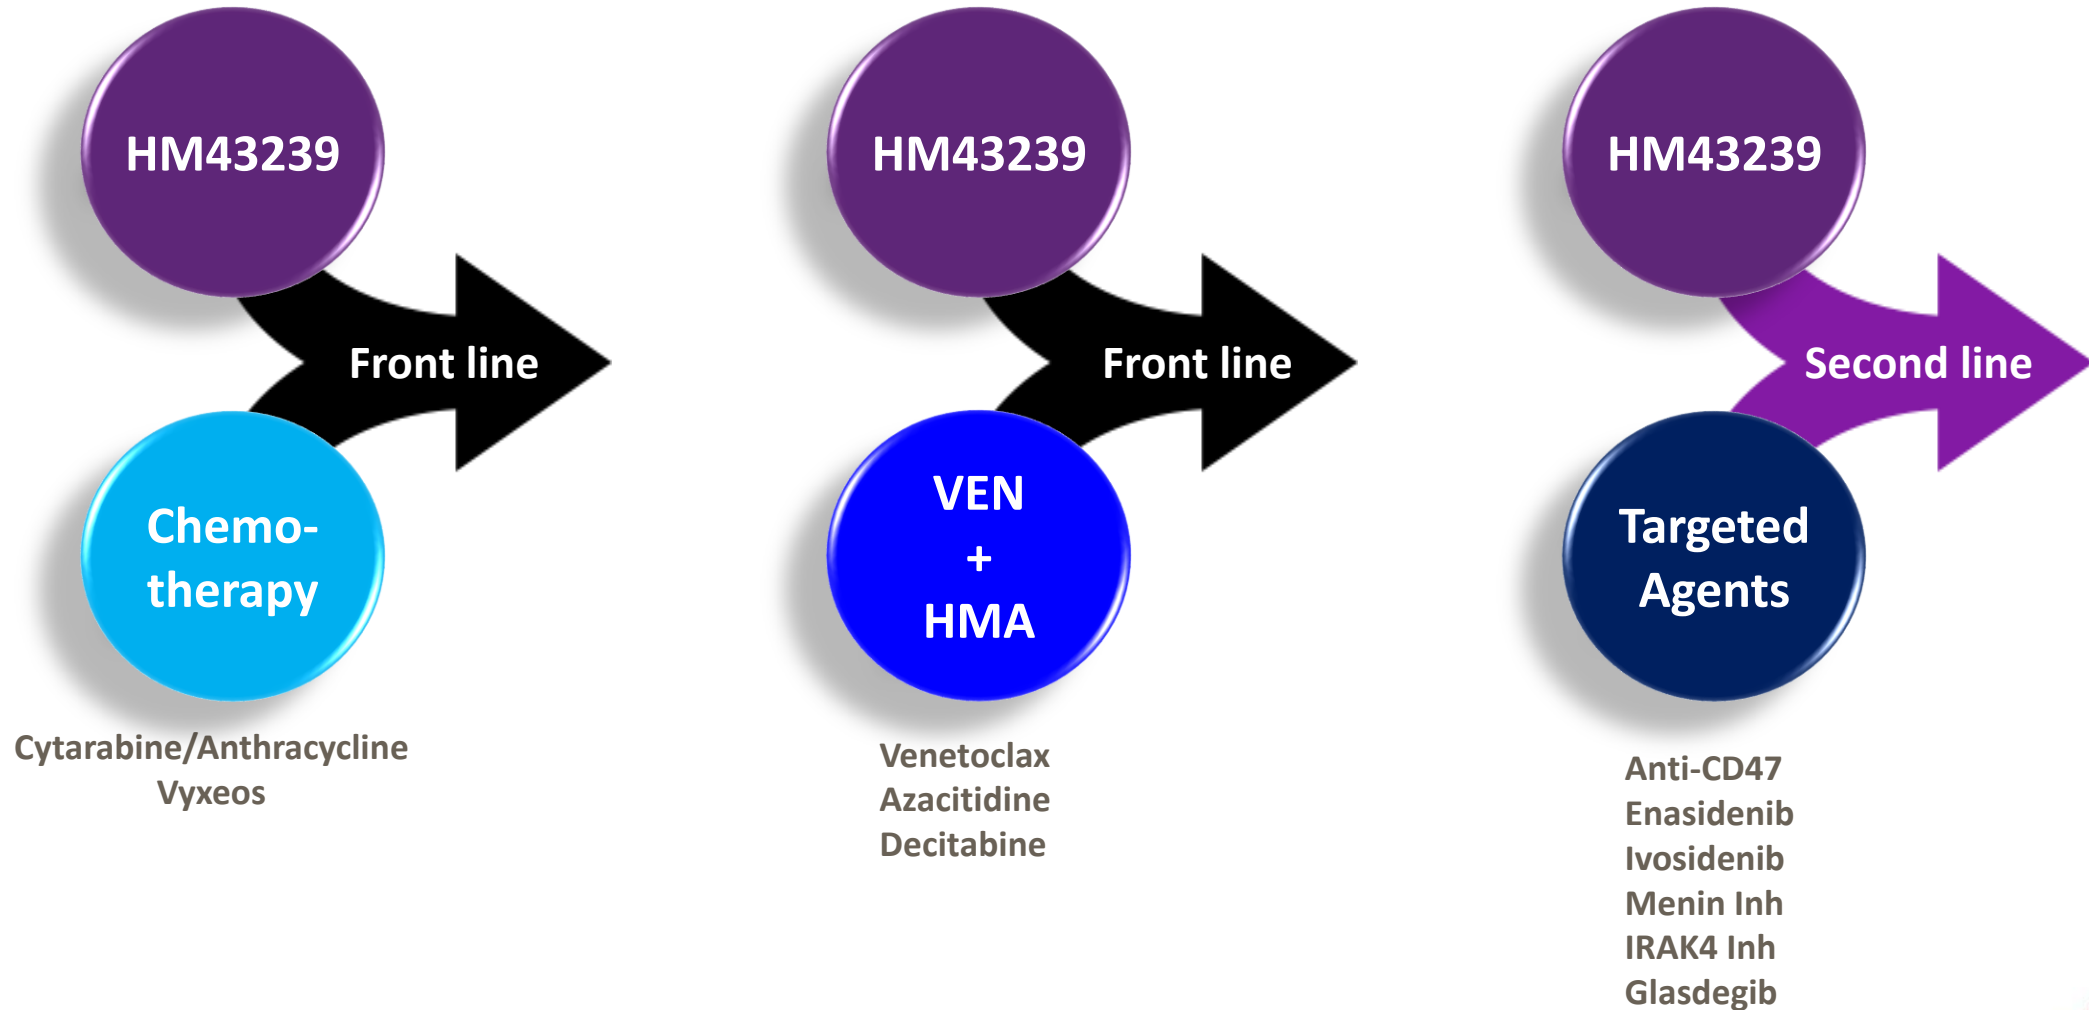 HM43239
Front line
Chemo-
therapy
Cytarabine/Anthracycline
Vyxeos
HM43239
Front line
VEN
+
HMA
Venetoclax
Azacitidine
Decitabine
HM43239
Second line
Targeted
Agents
Anti-CD47
Enasidenib
Ivosidenib
Menin Inh
IRAK4 Inh
Glasdegib